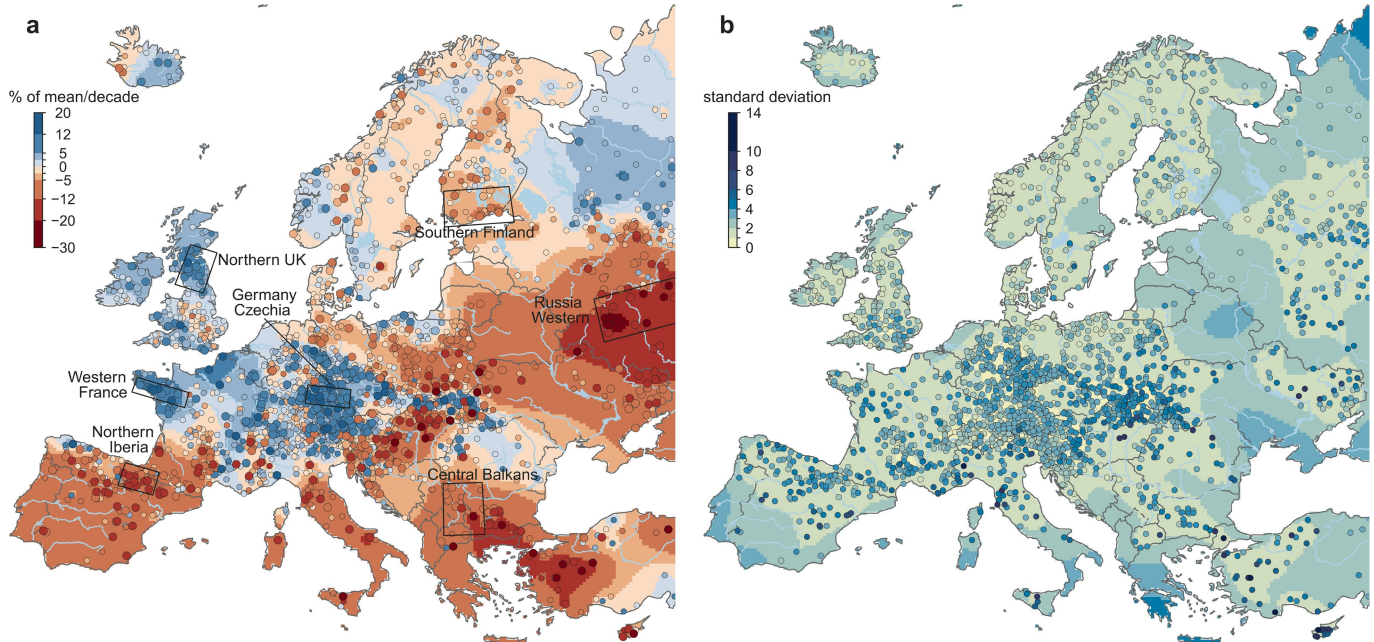 a
% of mean/decade
20
12
5
0
−5
−12
−20
−30
Southern Finland
Northern UK
Germany
Czechia
Russia
Western
Western
France
Northern
Iberia
Central Balkans
b
standard deviation
14
10
8
6
4
2
0